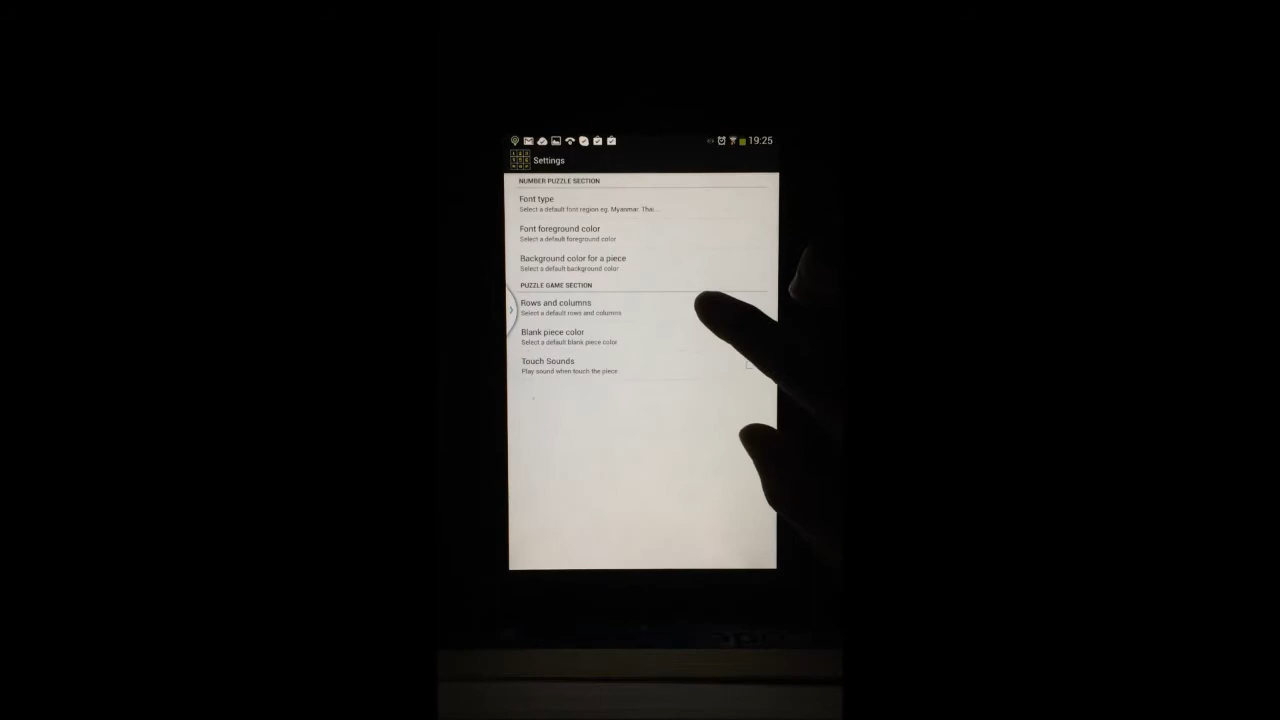 19:25
Settings
NUMBER PUZZLE SECTION
Font type
Select a default font region eg. Myanmar, Thai...
Font foreground color
Select a default foreground color
Background color for a piece
Select a default background color
PUZZLE GAME SECTION
Rows and columns
Select a default rows and columns
Blank piece color
Select a default blank piece color
Touch Sounds
Play sound when touch the piece